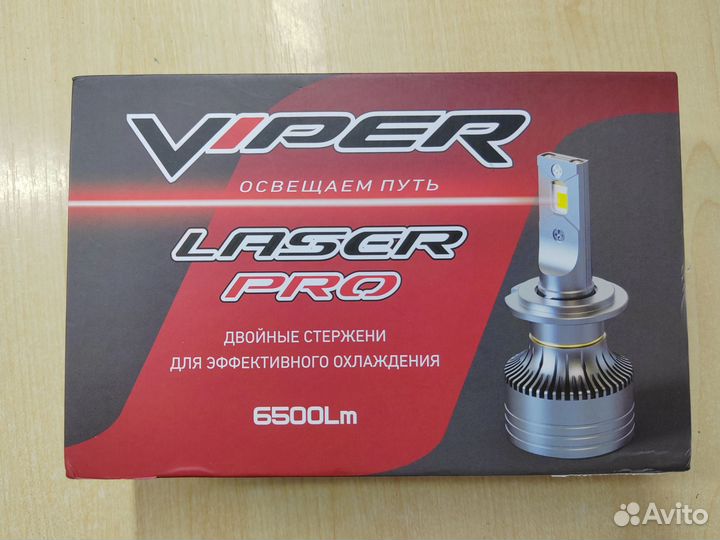 VIPER
ОСВЕЩАЕМ ПУТЬ
LASER
PRO
ДВОЙНЫЕ СТЕРЖЕНИ
ДЛЯ ЭФФЕКТИВНОГО ОХЛАЖДЕНИЯ
6500Lm
Avito